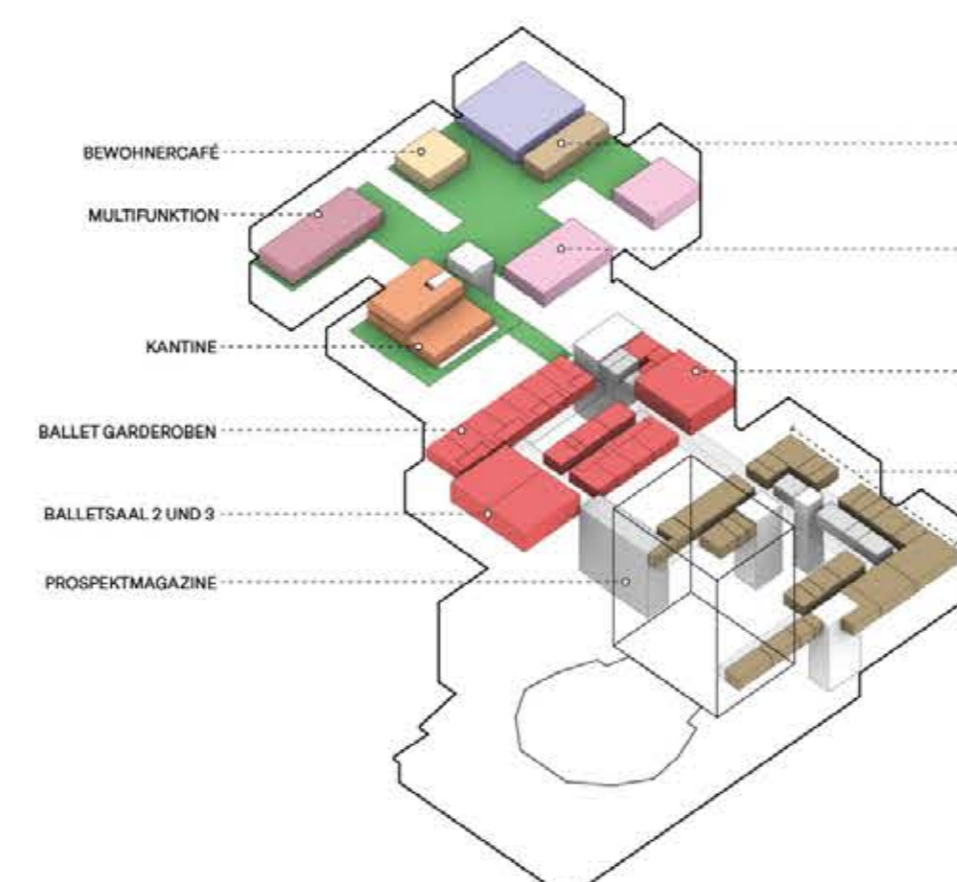 BEWOHNERCAFÉ
MULTIFUNKTION
KANTINE
BALLET GARDEROBEN
BALLETSAAL 2 UND 3
PROSPEKTMAGAZINE